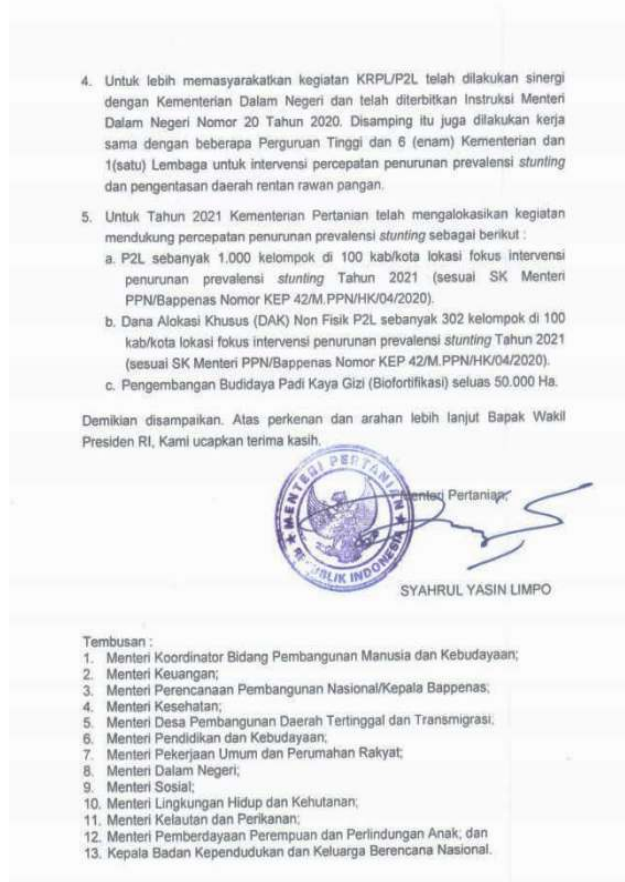 4. Untuk lebih memasyarakatkan kegiatan KRPL/P2L telah dilakukan sinergi
dengan Kementerian Dalam Negeri dan telah diterbitkan Instruksi Menteri
Dalam Negeri Nomor 20 Tahun 2020. Disamping itu juga dilakukan kerja
sama dengan beberapa Perguruan Tinggi dan 6 (enam) Kementerian dan
1(satu) Lembaga untuk intervensi percepatan penurunan prevalensi stunting
dan pengentasan daerah rentan rawan pangan.
5. Untuk Tahun 2021 Kementerian Pertanian telah mengalokasikan kegiatan
mendukung percepatan penurunan prevalensi stunting sebagai berikut :
a. P2L sebanyak 1.000 kelompok di 100 kab/kota lokasi fokus intervensi
penurunan prevalensi stunting Tahun 2021 (sesuai SK Menteri
PPN/Bappenas Nomor KEP 42/M.PPN/HK/04/2020).
b. Dana Alokasi Khusus (DAK) Non Fisik P2L sebanyak 302 kelompok di 100
kab/kota lokasi fokus intervensi penurunan prevalensi stunting Tahun 2021
(sesuai SK Menteri PPN/Bappenas Nomor KEP 42/M.PPN/HK/04/2020).
c. Pengembangan Budidaya Padi Kaya Gizi (Biofortifikasi) seluas 50.000 Ha.
Demikian disampaikan. Atas perkenan dan arahan lebih lanjut Bapak Wakil
Presiden RI, Kami ucapkan terima kasih.
Menteri Pertanian,
MENTERI PERTANIAN
REPUBLIK INDONESIA
SYAHRUL YASIN LIMPO
Tembusan :
1. Menteri Koordinator Bidang Pembangunan Manusia dan Kebudayaan;
2. Menteri Keuangan;
3. Menteri Perencanaan Pembangunan Nasional/Kepala Bappenas;
4. Menteri Kesehatan;
5. Menteri Desa Pembangunan Daerah Tertinggal dan Transmigrasi;
6. Menteri Pendidikan dan Kebudayaan;
7. Menteri Pekerjaan Umum dan Perumahan Rakyat;
8. Menteri Dalam Negeri;
9. Menteri Sosial;
10. Menteri Lingkungan Hidup dan Kehutanan;
11. Menteri Kelautan dan Perikanan;
12. Menteri Pemberdayaan Perempuan dan Perlindungan Anak; dan
13. Kepala Badan Kependudukan dan Keluarga Berencana Nasional.